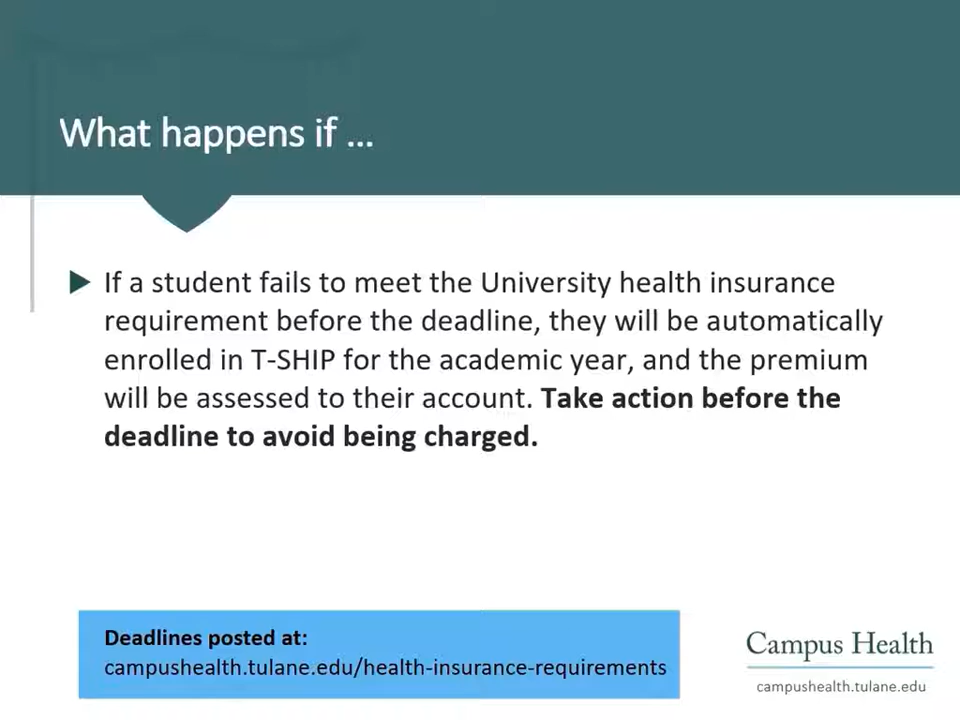 What happens if ...
If a student fails to meet the University health insurance
requirement before the deadline, they will be automatically
enrolled in T-SHIP for the academic year, and the premium
will be assessed to their account. Take action before the
deadline to avoid being charged.
Deadlines posted at:
campushealth.tulane.edu/health-insurance-requirements
Campus Health
campushealth.tulane.edu